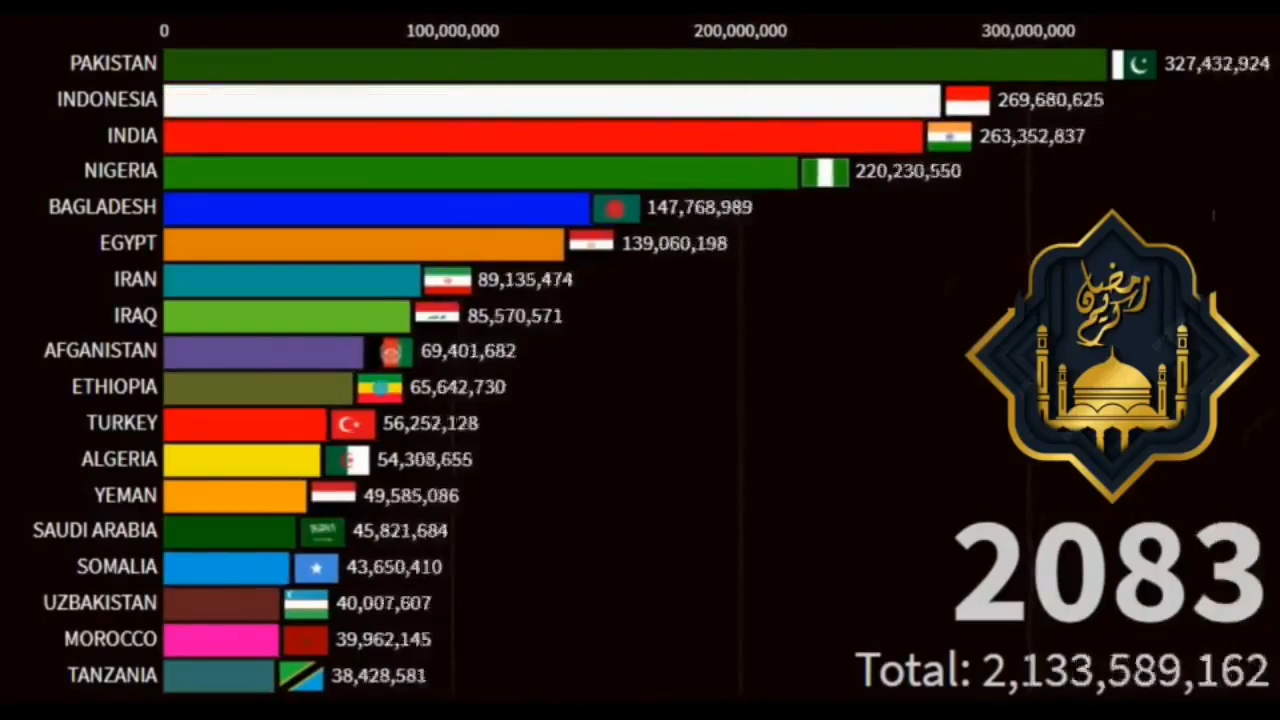 0 100,000,000 200,000,000 300,000,000
PAKISTAN 327,432,924
INDONESIA 269,680,625
INDIA 263,352,837
NIGERIA 220,230,550
BAGLADESH 147,768,989
EGYPT 139,060,198
IRAN 89,135,474
IRAQ 85,570,571
AFGANISTAN 69,401,682
ETHIOPIA 65,642,730
TURKEY 56,252,128
ALGERIA 54,308,655
YEMAN 49,585,086
SAUDI ARABIA 45,821,684
SOMALIA 43,650,410
UZBAKISTAN 40,007,607
MOROCCO 39,962,145
TANZANIA 38,428,581
رمضان
كريم
2083
Total: 2,133,589,162